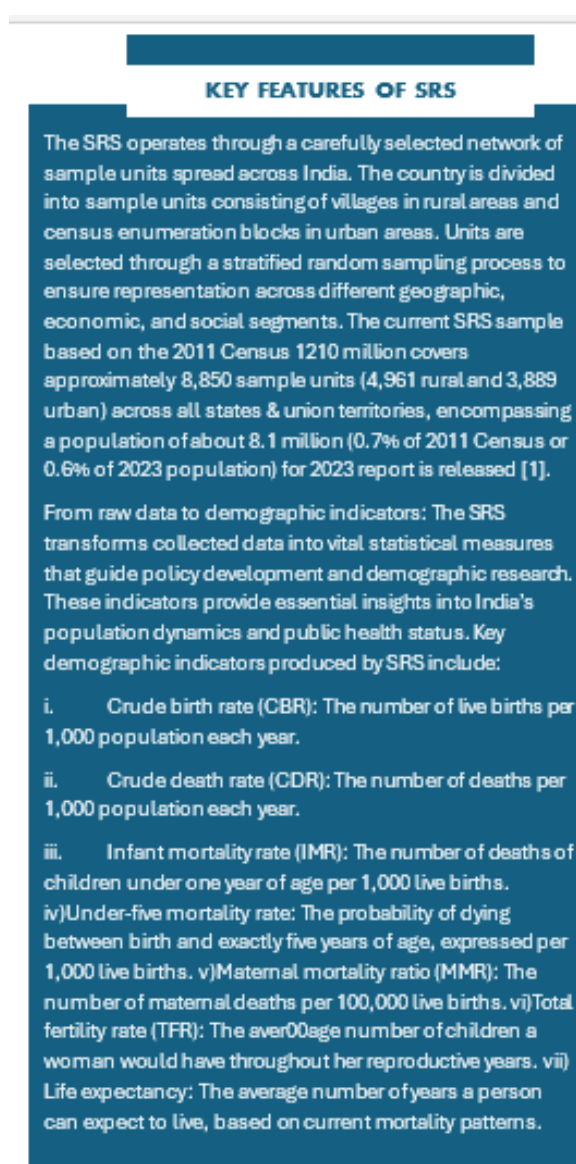 KEY FEATURES OF SRS
The SRS operates through a carefully selected network of
sample units spread across India. The country is divided
into sample units consisting of villages in rural areas and
census enumeration blocks in urban areas. Units are
selected through a stratified random sampling process to
ensure representation across different geographic,
economic, and social segments. The current SRS sample
based on the 2011 Census 1210 million covers
approximately 8,850 sample units (4,961 rural and 3,889
urban) across all states & union territories, encompassing
a population of about 8.1 million (0.7% of 2011 Census or
0.6% of 2023 population) for 2023 report is released [1].
From raw data to demographic indicators: The SRS
transforms collected data into vital statistical measures
that guide policy development and demographic research.
These indicators provide essential insights into India's
population dynamics and public health status. Key
demographic indicators produced by SRS include:
i. Crude birth rate (CBR): The number of live births per
1,000 population each year.
ii. Crude death rate (CDR): The number of deaths per
1,000 population each year.
iii. Infant mortality rate (IMR): The number of deaths of
children under one year of age per 1,000 live births.
iv)Under-five mortality rate: The probability of dying
between birth and exactly five years of age, expressed per
1,000 live births. v)Maternal mortality ratio (MMR): The
number of maternal deaths per 100,000 live births. vi)Total
fertility rate (TFR): The aver00age number of children a
woman would have throughout her reproductive years. vii)
Life expectancy: The average number of years a person
can expect to live, based on current mortality patterns.